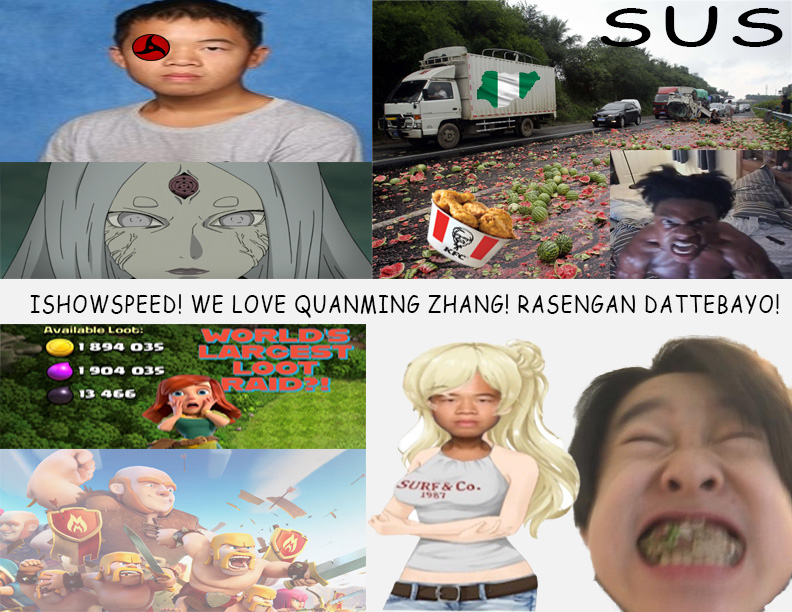 SUS
KFC
ISHOWSPEED! WE LOVE QUANMING ZHANG! RASENGAN DATTEBAYO!
Available Loot:
1 894 035
1 904 035
13 466
WORLD'S
LARGEST
LOOT
RAID?!
SURF & Co.
1987